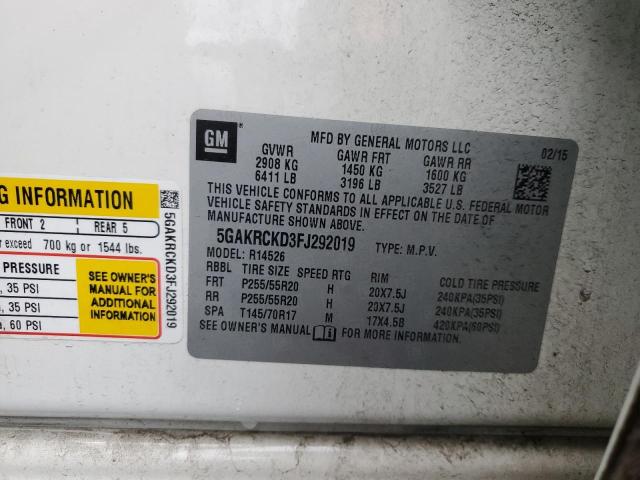 GM
MFD BY GENERAL MOTORS LLC
02/15
GVWR GAWR FRT GAWR RR
2908 KG 1450 KG 1600 KG
6411 LB 3196 LB 3527 LB
THIS VEHICLE CONFORMS TO ALL APPLICABLE U.S. FEDERAL MOTOR
VEHICLE SAFETY STANDARDS IN EFFECT ON THE DATE OF
MANUFACTURE SHOWN ABOVE.
5GAKRCKD3FJ292019 TYPE: M.P.V.
MODEL: R14526
RBBL TIRE SIZE SPEED RTG RIM COLD TIRE PRESSURE
FRT P255/55R20 H 20X7.5J 240KPA(35PSI)
RR P255/55R20 H 20X7.5J 240KPA(35PSI)
SPA T145/70R17 M 17X4.5B 420KPA(60PSI)
SEE OWNER'S MANUAL FOR MORE INFORMATION.
G INFORMATION
FRONT 2 REAR 5
exceed 700 kg or 1544 lbs.
PRESSURE
35 PSI
35 PSI
60 PSI
SEE OWNER'S
MANUAL FOR
ADDITIONAL
INFORMATION
5GAKRCKD3FJ292019